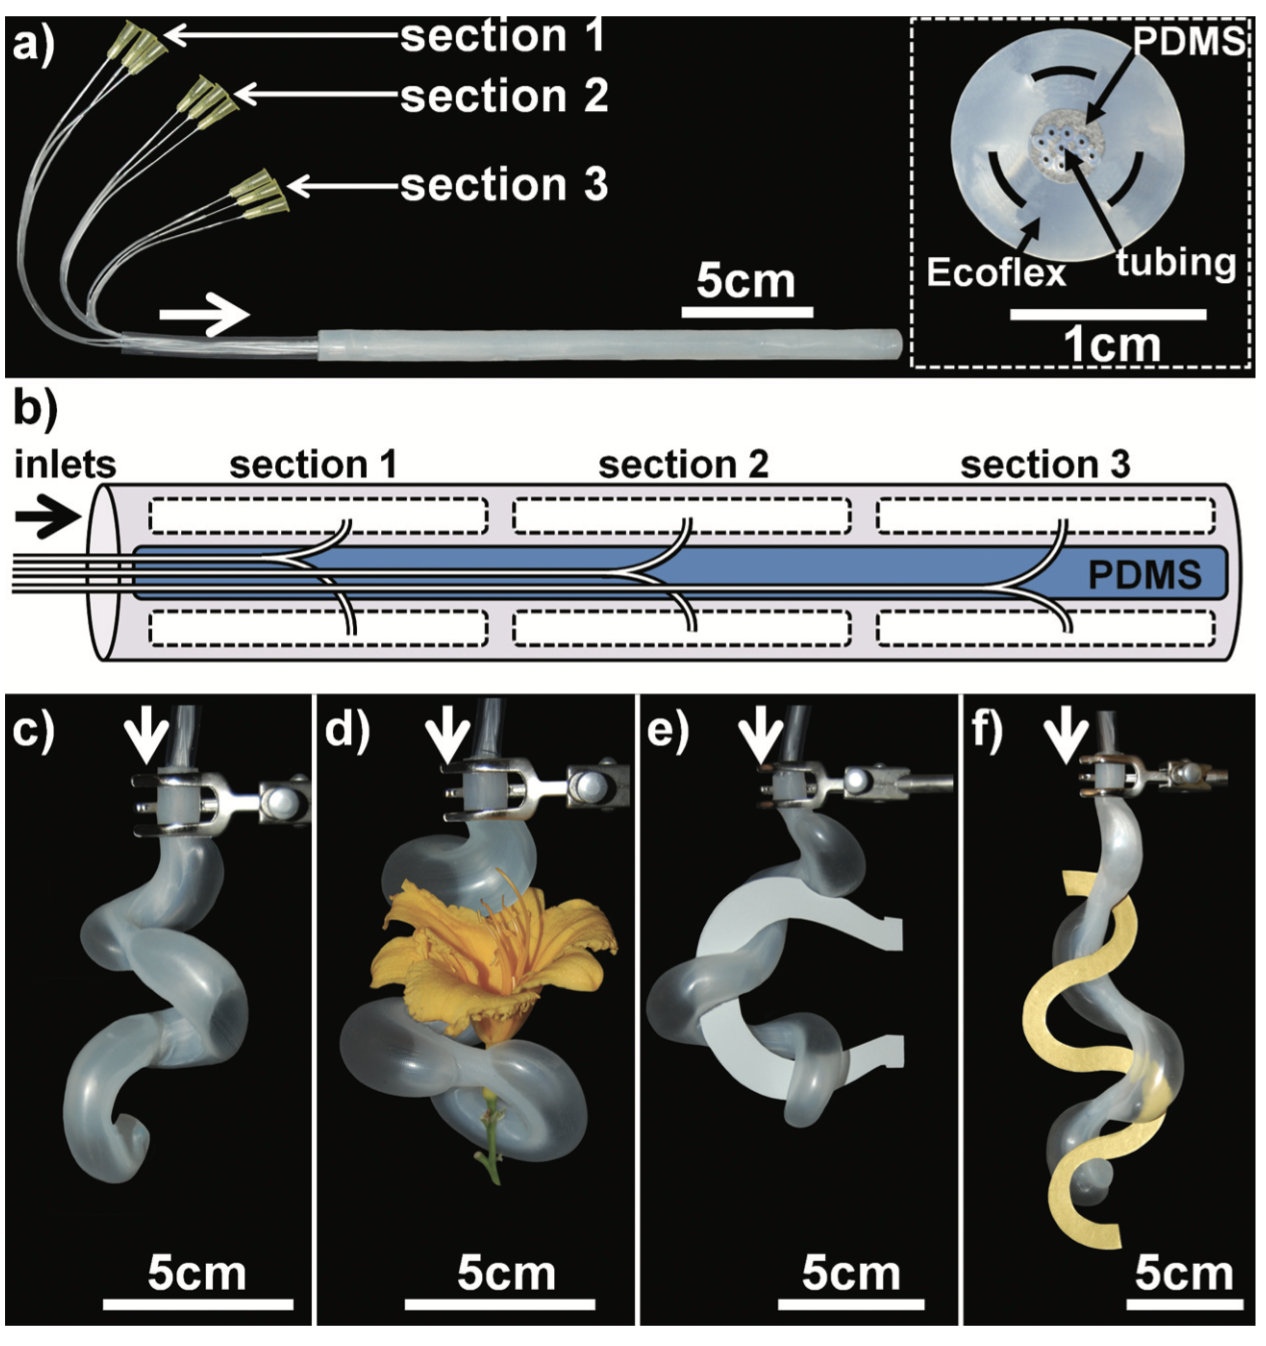 a)
section 1
section 2
section 3
5cm
PDMS
Ecoflex
tubing
1cm
b)
inlets
section 1
section 2
section 3
PDMS
c)
d)
e)
f)
5cm
5cm
5cm
5cm